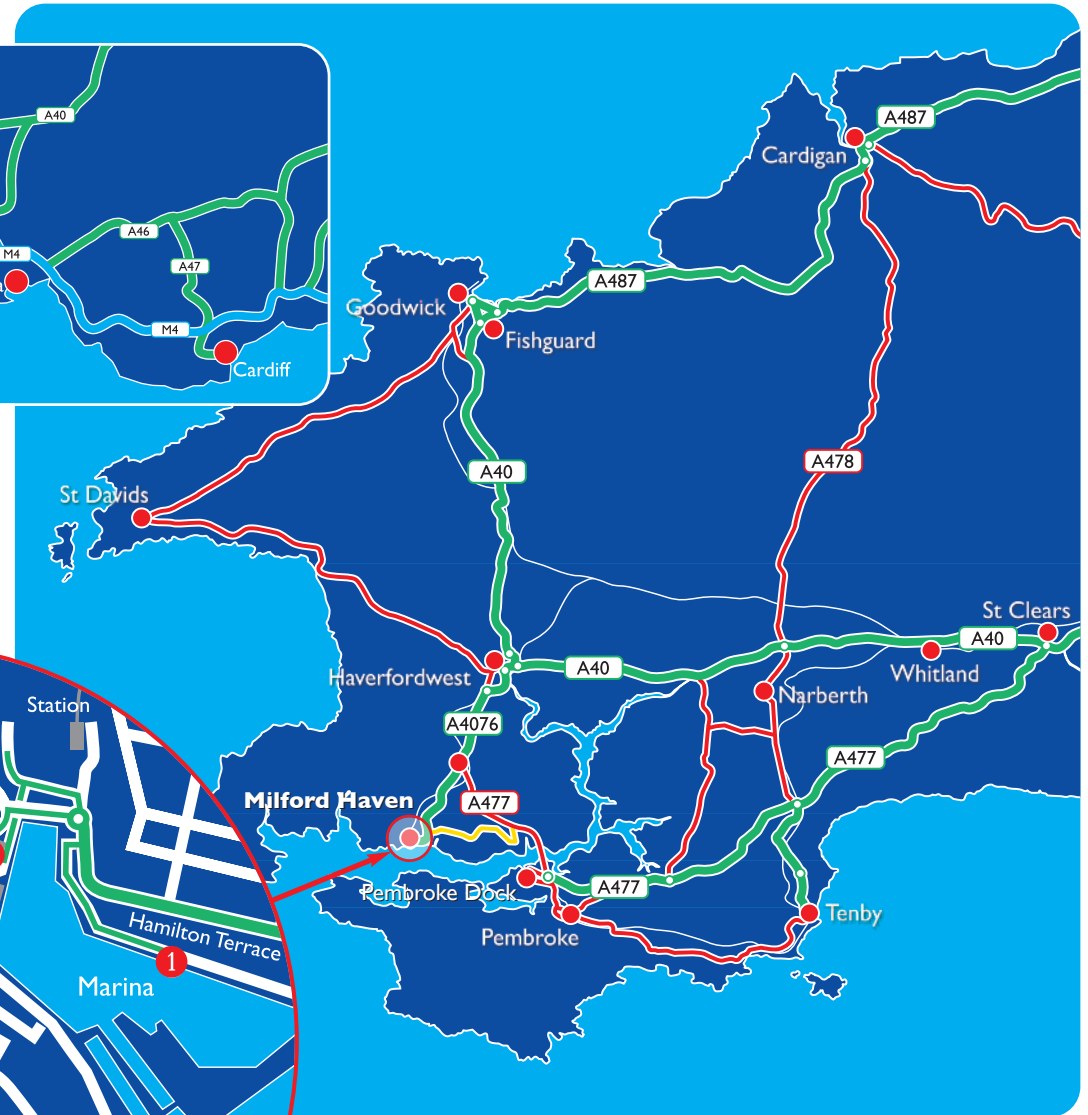 A40
A46
M4
A47
M4
Cardiff
A487
Cardigan
A487
Goodwick
Fishguard
A40
A478
St Davids
St Clears
A40
A40
Whitland
Haverfordwest
Narberth
A4076
A477
Milford Haven
A477
Pembroke Dock
A477
Tenby
Pembroke
Station
Hamilton Terrace
1
Marina